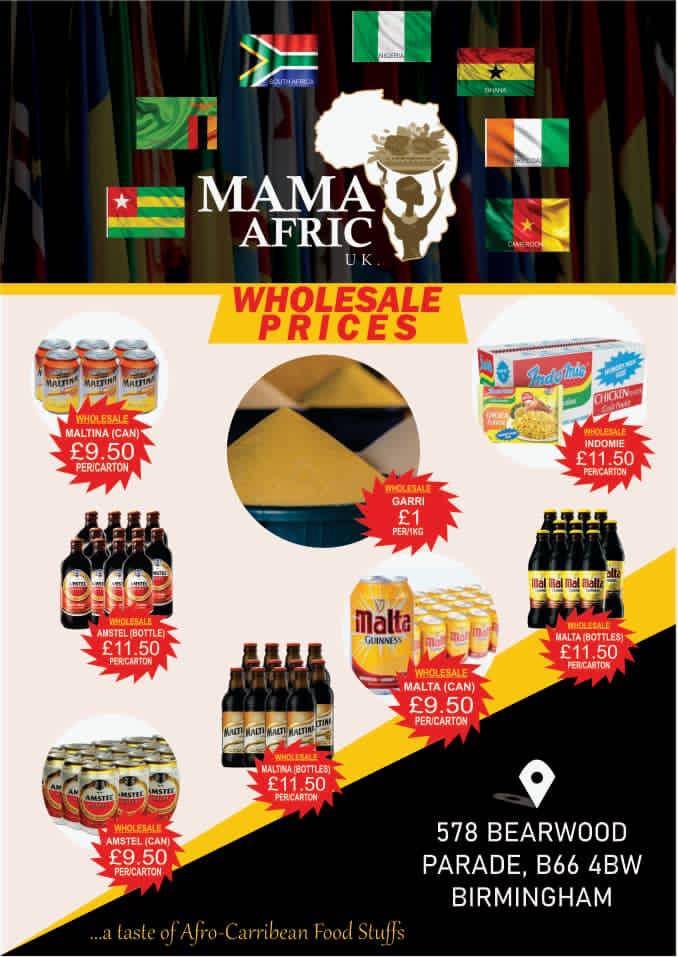 NIGERIA
SOUTH AFRICA
GHANA
CAMEROON
MAMA
AFRIC
UK.
WHOLESALE
PRICES
WHOLESALE
MALTINA (CAN)
£9.50
PER/CARTON
WHOLESALE
GARRI
£1
PER/1KG
Indomie
CHICKEN
WHOLESALE
INDOMIE
£11.50
PER/CARTON
AMSTEL
WHOLESALE
AMSTEL (BOTTLE)
£11.50
PER/CARTON
Malta
GUINNESS
WHOLESALE
MALTA (CAN)
£9.50
PER/CARTON
WHOLESALE
MALTA (BOTTLES)
£11.50
PER/CARTON
WHOLESALE
MALTINA (BOTTLES)
£11.50
PER/CARTON
AMSTEL
WHOLESALE
AMSTEL (CAN)
£9.50
PER/CARTON
578 BEARWOOD
PARADE, B66 4BW
BIRMINGHAM
...a taste of Afro-Carribean Food Stuffs